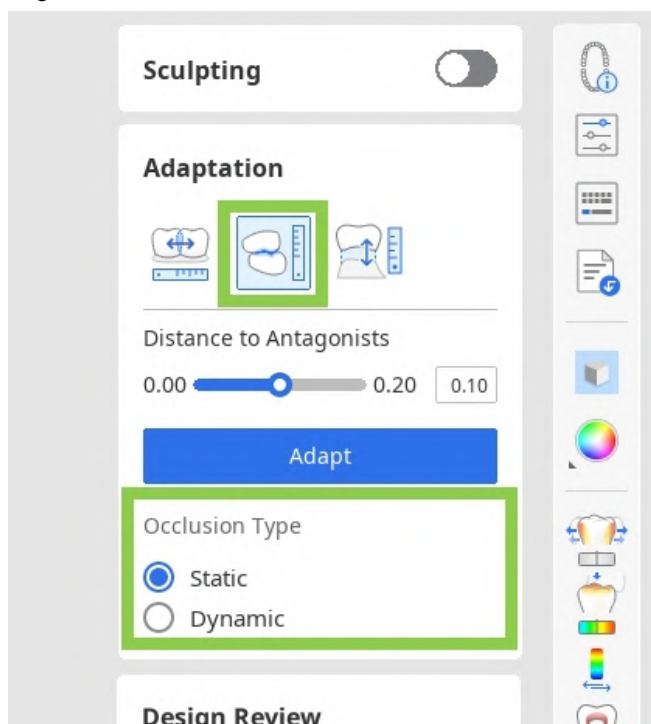 Sculpting
Adaptation
Distance to Antagonists
0.00 0.20 0.10
Adapt
Occlusion Type
Static
Dynamic
Design Review